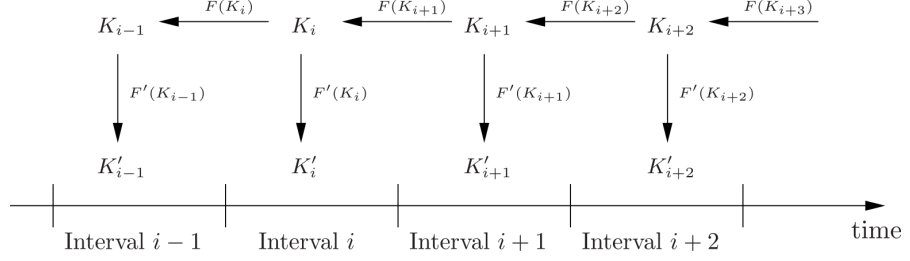 F(K_i) F(K_{i+1}) F(K_{i+2}) F(K_{i+3})
K_{i−1} K_i K_{i+1} K_{i+2}
F′(K_{i−1}) F′(K_i) F′(K_{i+1}) F′(K_{i+2})
K′_{i−1} K′_i K′_{i+1} K′_{i+2}
Interval i − 1 Interval i Interval i + 1 Interval i + 2
time